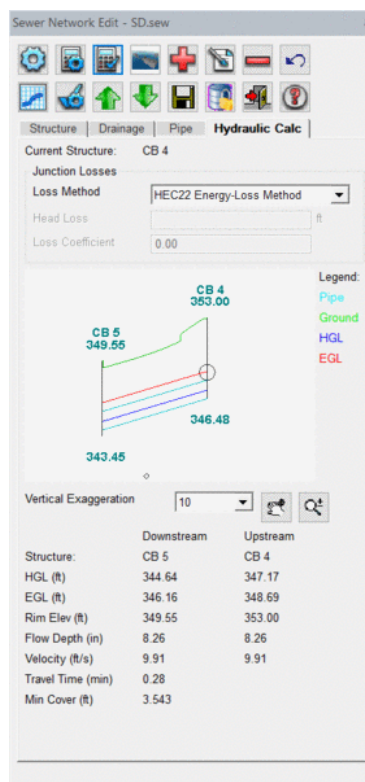 Sewer Network Edit - SD.sew
Structure Drainage Pipe Hydraulic Calc
Current Structure: CB 4
Junction Losses
Loss Method HEC22 Energy-Loss Method
Head Loss ft
Loss Coefficient 0.00
Legend:
Pipe
Ground
HGL
EGL
CB 4
353.00
CB 5
349.55
346.48
343.45
Vertical Exaggeration 10
Downstream Upstream
Structure: CB 5 CB 4
HGL (ft) 344.64 347.17
EGL (ft) 346.16 348.69
Rim Elev (ft) 349.55 353.00
Flow Depth (in) 8.26 8.26
Velocity (ft/s) 9.91 9.91
Travel Time (min) 0.28
Min Cover (ft) 3.543